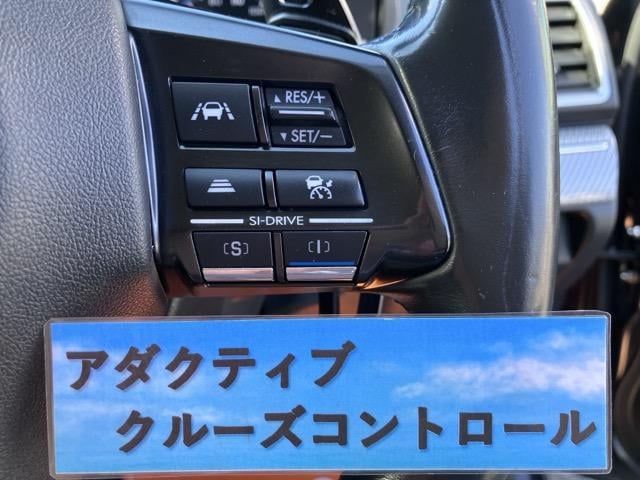 RES/+
SET/−
SI-DRIVE
[S]
[I]
アダクティブ
クルーズコントロール